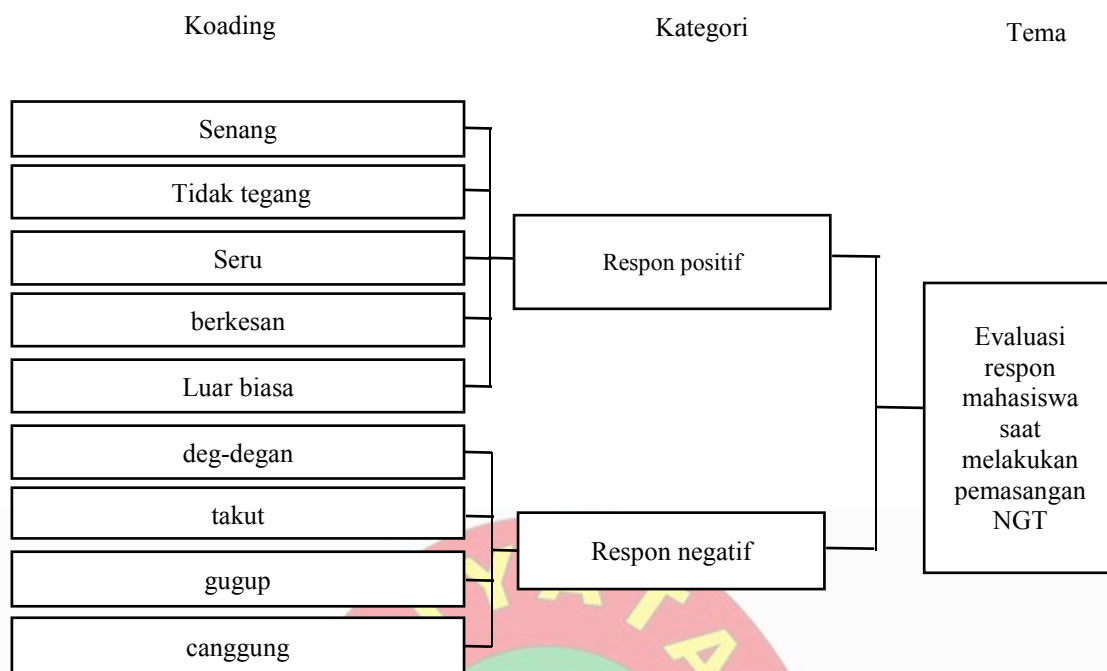 Koading
Kategori
Tema
Senang
Tidak tegang
Seru
berkesan
Luar biasa
deg-degan
takut
gugup
canggung
Respon positif
Respon negatif
Evaluasi
respon
mahasiswa
saat
melakukan
pemasangan
NGT